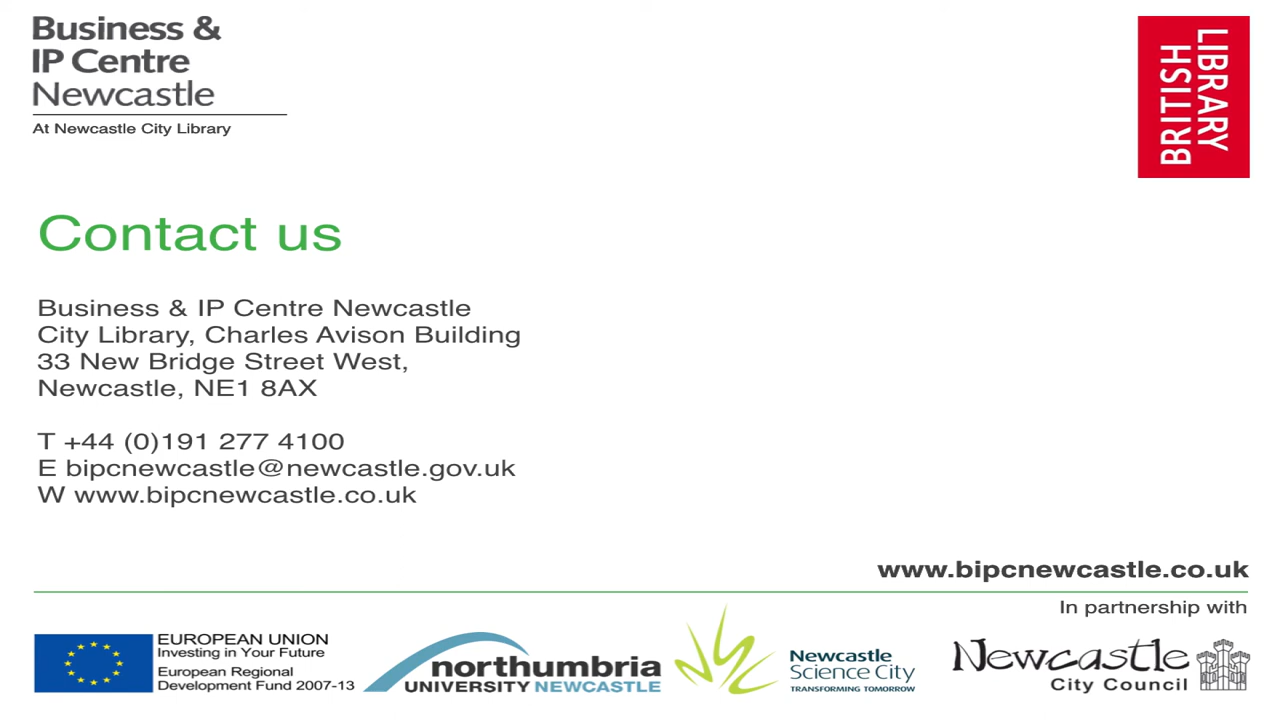 Business &
IP Centre
Newcastle
At Newcastle City Library
BRITISH
LIBRARY
Contact us
Business & IP Centre Newcastle
City Library, Charles Avison Building
33 New Bridge Street West,
Newcastle, NE1 8AX
T +44 (0)191 277 4100
E bipcnewcastle@newcastle.gov.uk
W www.bipcnewcastle.co.uk
www.bipcnewcastle.co.uk
In partnership with
EUROPEAN UNION
Investing in Your Future
European Regional
Development Fund 2007-13
northumbria
UNIVERSITY NEWCASTLE
Newcastle
Science City
TRANSFORMING TOMORROW
Newcastle
City Council